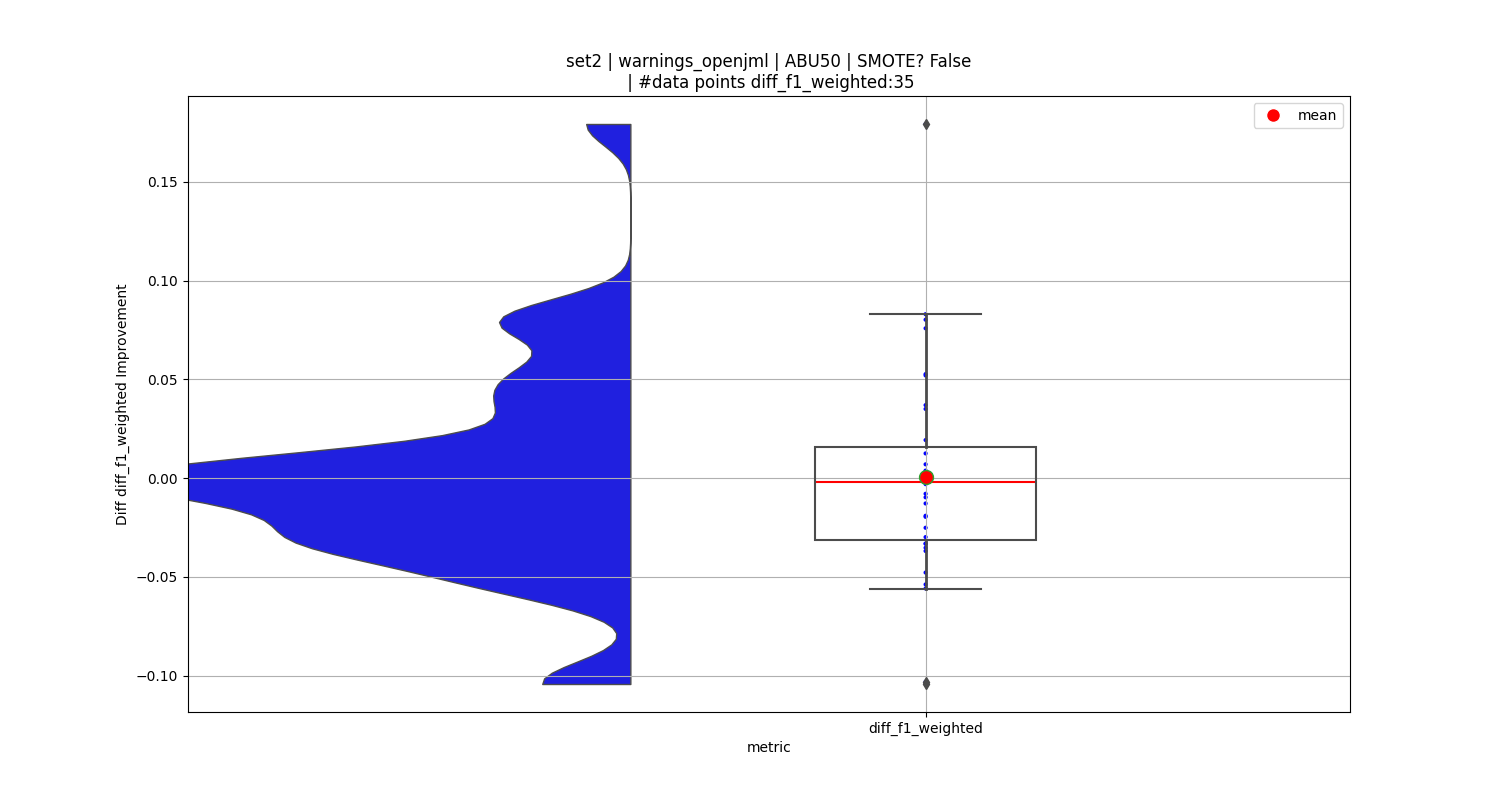 set2 | warnings_openjml | ABU50 | SMOTE? False
| #data points diff_f1_weighted:35
mean
0.15
0.10
0.05
0.00
−0.05
−0.10
Diff diff_f1_weighted Improvement
diff_f1_weighted
metric